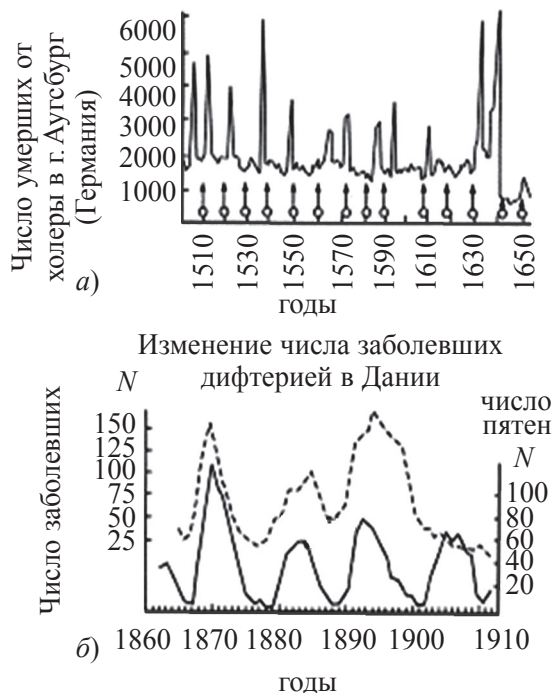 Число умерших от
холеры в г. Аугсбург
(Германия)
6000
5000
4000
3000
2000
1000
а)
1510
1530
1550
1570
1590
1610
1640
1650
годы
Изменение числа заболевших
дифтерией в Дании
N
Число заболевших
150
125
100
75
50
25
число
пятен
N
100
80
60
40
20
б)
1860 1870 1880 1890 1900 1910
годы